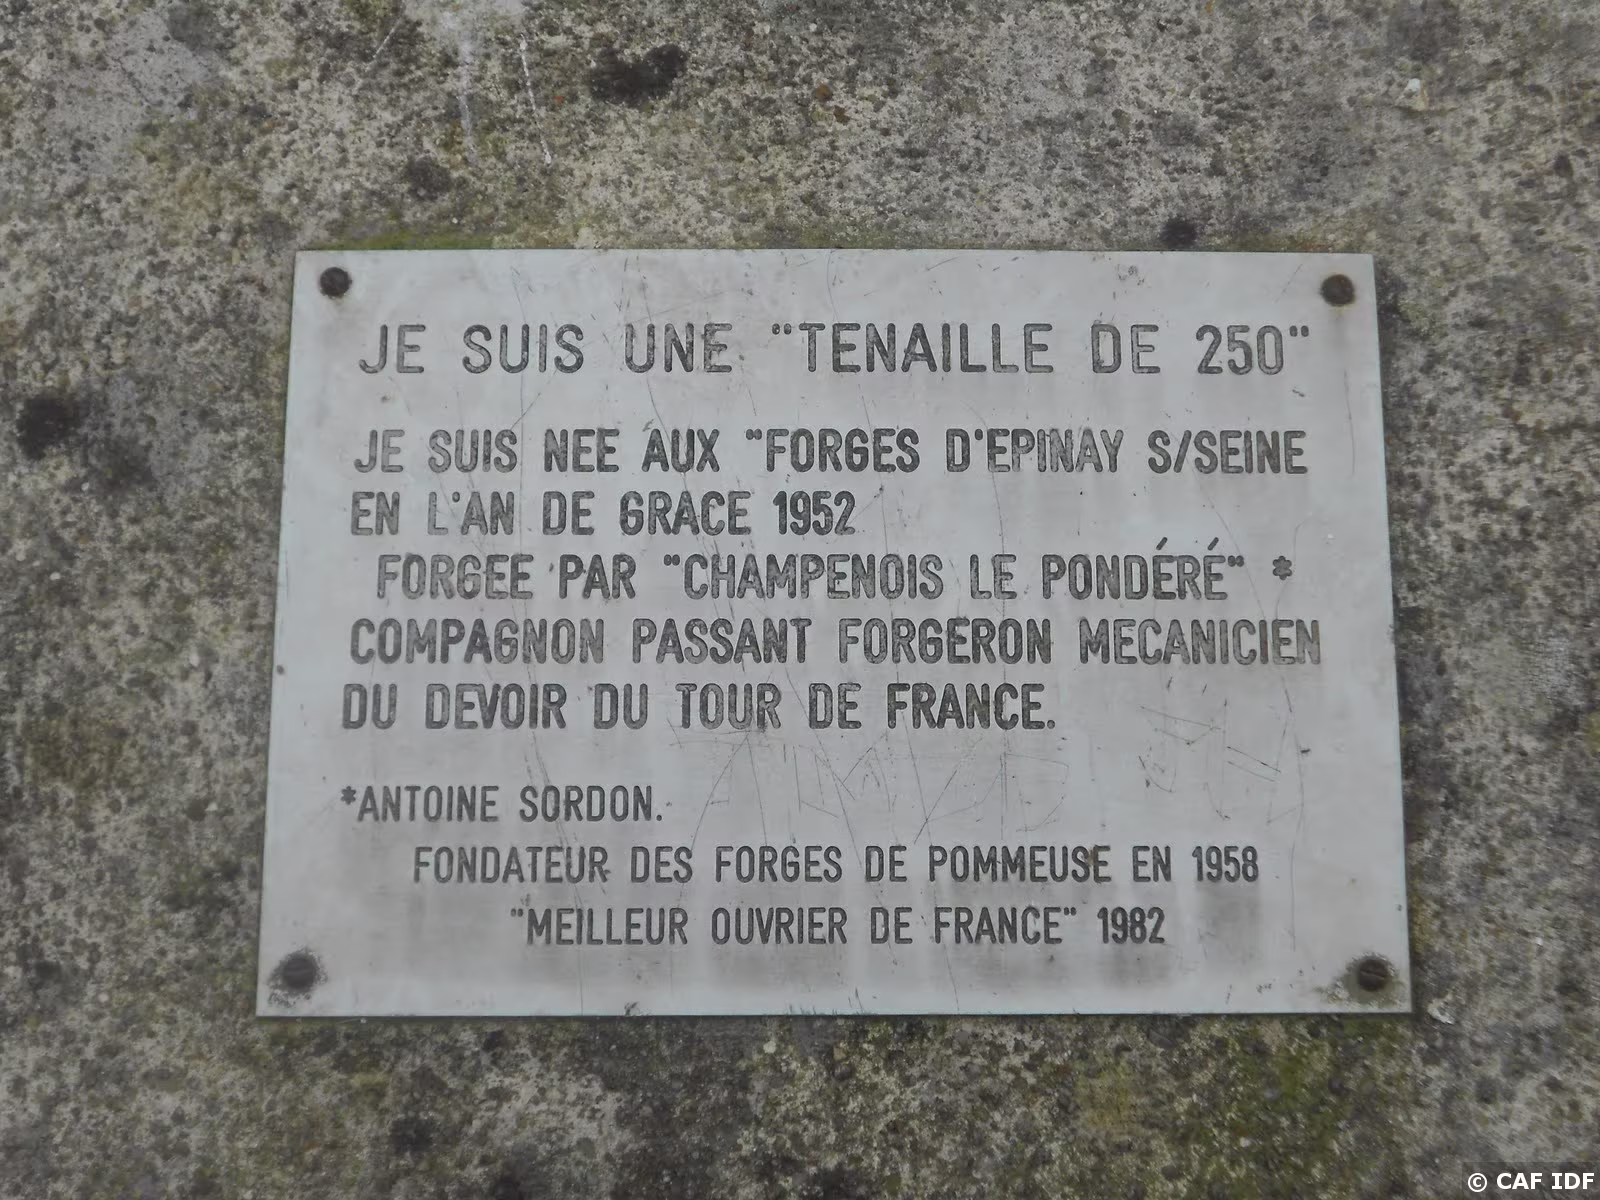 JE SUIS UNE "TENAILLE DE 250"
JE SUIS NEE AUX "FORGES D'EPINAY S/SEINE
EN L'AN DE GRACE 1952
FORGEE PAR "CHAMPENOIS LE PONDÉRÉ" *
COMPAGNON PASSANT FORGERON MECANICIEN
DU DEVOIR DU TOUR DE FRANCE.
*ANTOINE SORDON.
FONDATEUR DES FORGES DE POMMEUSE EN 1958
"MEILLEUR OUVRIER DE FRANCE" 1982
© CAF IDF